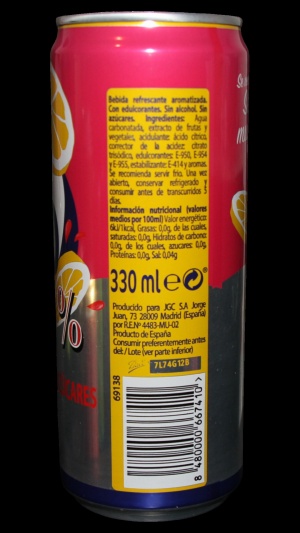 Bebida refrescante aromatizada.
Con edulcorantes. Sin alcohol. Sin
azúcares. Ingredientes: Agua
carbonatada, extracto de frutas y
vegetales, acidulante: ácido cítrico,
corrector de la acidez: citrato
trisódico, edulcorantes: E-950, E-954
y E-955, estabilizante: E-414 y aromas.
Se recomienda servir frío. Una vez
abierto, conservar refrigerado y
consumir antes de transcurridos 5
días.
Información nutricional (valores
medios por 100ml) Valor energético:
6kJ/1kcal, Grasas: 0,0g, de las cuales,
saturadas: 0,0g, Hidratos de carbono:
0,0g, de los cuales, azúcares: 0,0g,
Proteínas: 0,0g, Sal: 0,04g
330 ml e
Producido para JGC S.A Jorge
Juan, 73 28009 Madrid (España)
por R.E.Nº 4483-MU-02
Producto de España
Consumir preferentemente antes
del: / Lote (ver parte inferior)
7L74G12B
69138
8 480000 667410 >
%
CARES